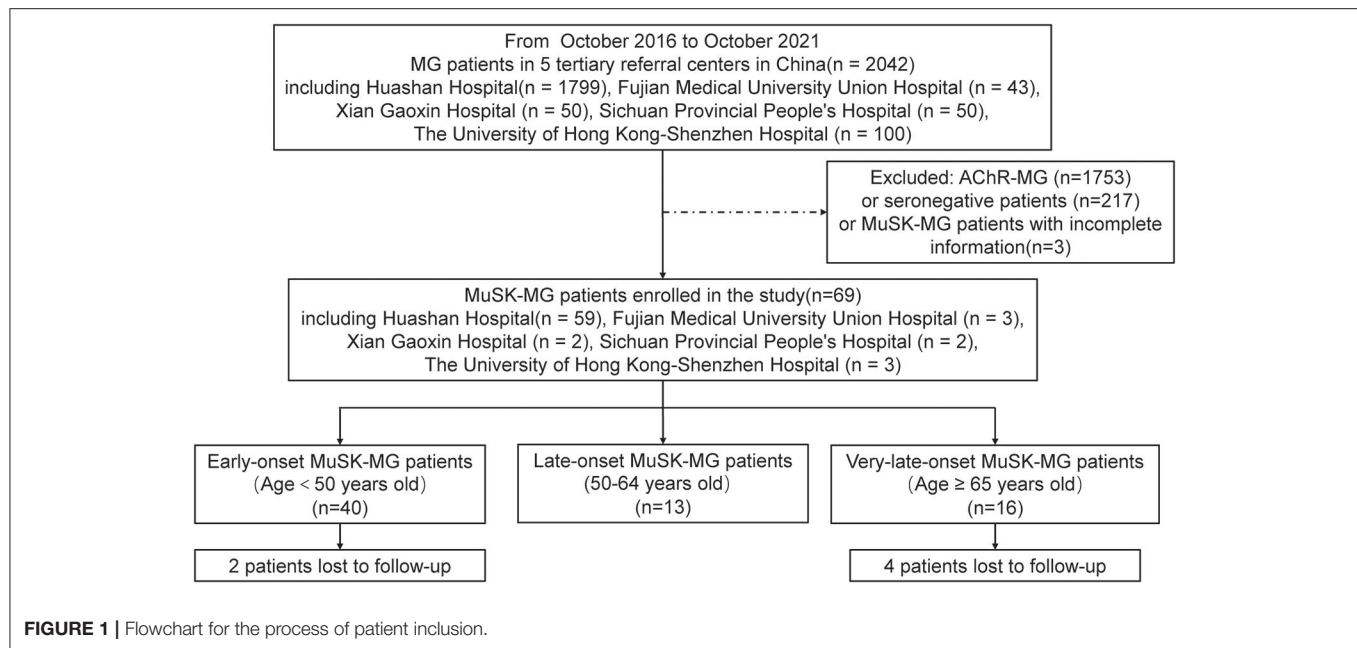 From October 2016 to October 2021
MG patients in 5 tertiary referral centers in China(n = 2042)
including Huashan Hospital(n = 1799), Fujian Medical University Union Hospital (n = 43),
Xian Gaoxin Hospital (n = 50), Sichuan Provincial People's Hospital (n = 50),
The University of Hong Kong-Shenzhen Hospital (n = 100)
Excluded: AChR-MG (n=1753)
or seronegative patients (n=217)
or MuSK-MG patients with incomplete
information(n=3)
MuSK-MG patients enrolled in the study(n=69)
including Huashan Hospital(n = 59), Fujian Medical University Union Hospital (n = 3),
Xian Gaoxin Hospital (n = 2), Sichuan Provincial People's Hospital (n = 2),
The University of Hong Kong-Shenzhen Hospital (n = 3)
Early-onset MuSK-MG patients
(Age < 50 years old)
(n=40)
Late-onset MuSK-MG patients
(50-64 years old)
(n=13)
Very-late-onset MuSK-MG patients
(Age ≥ 65 years old)
(n=16)
2 patients lost to follow-up
4 patients lost to follow-up
FIGURE 1 | Flowchart for the process of patient inclusion.